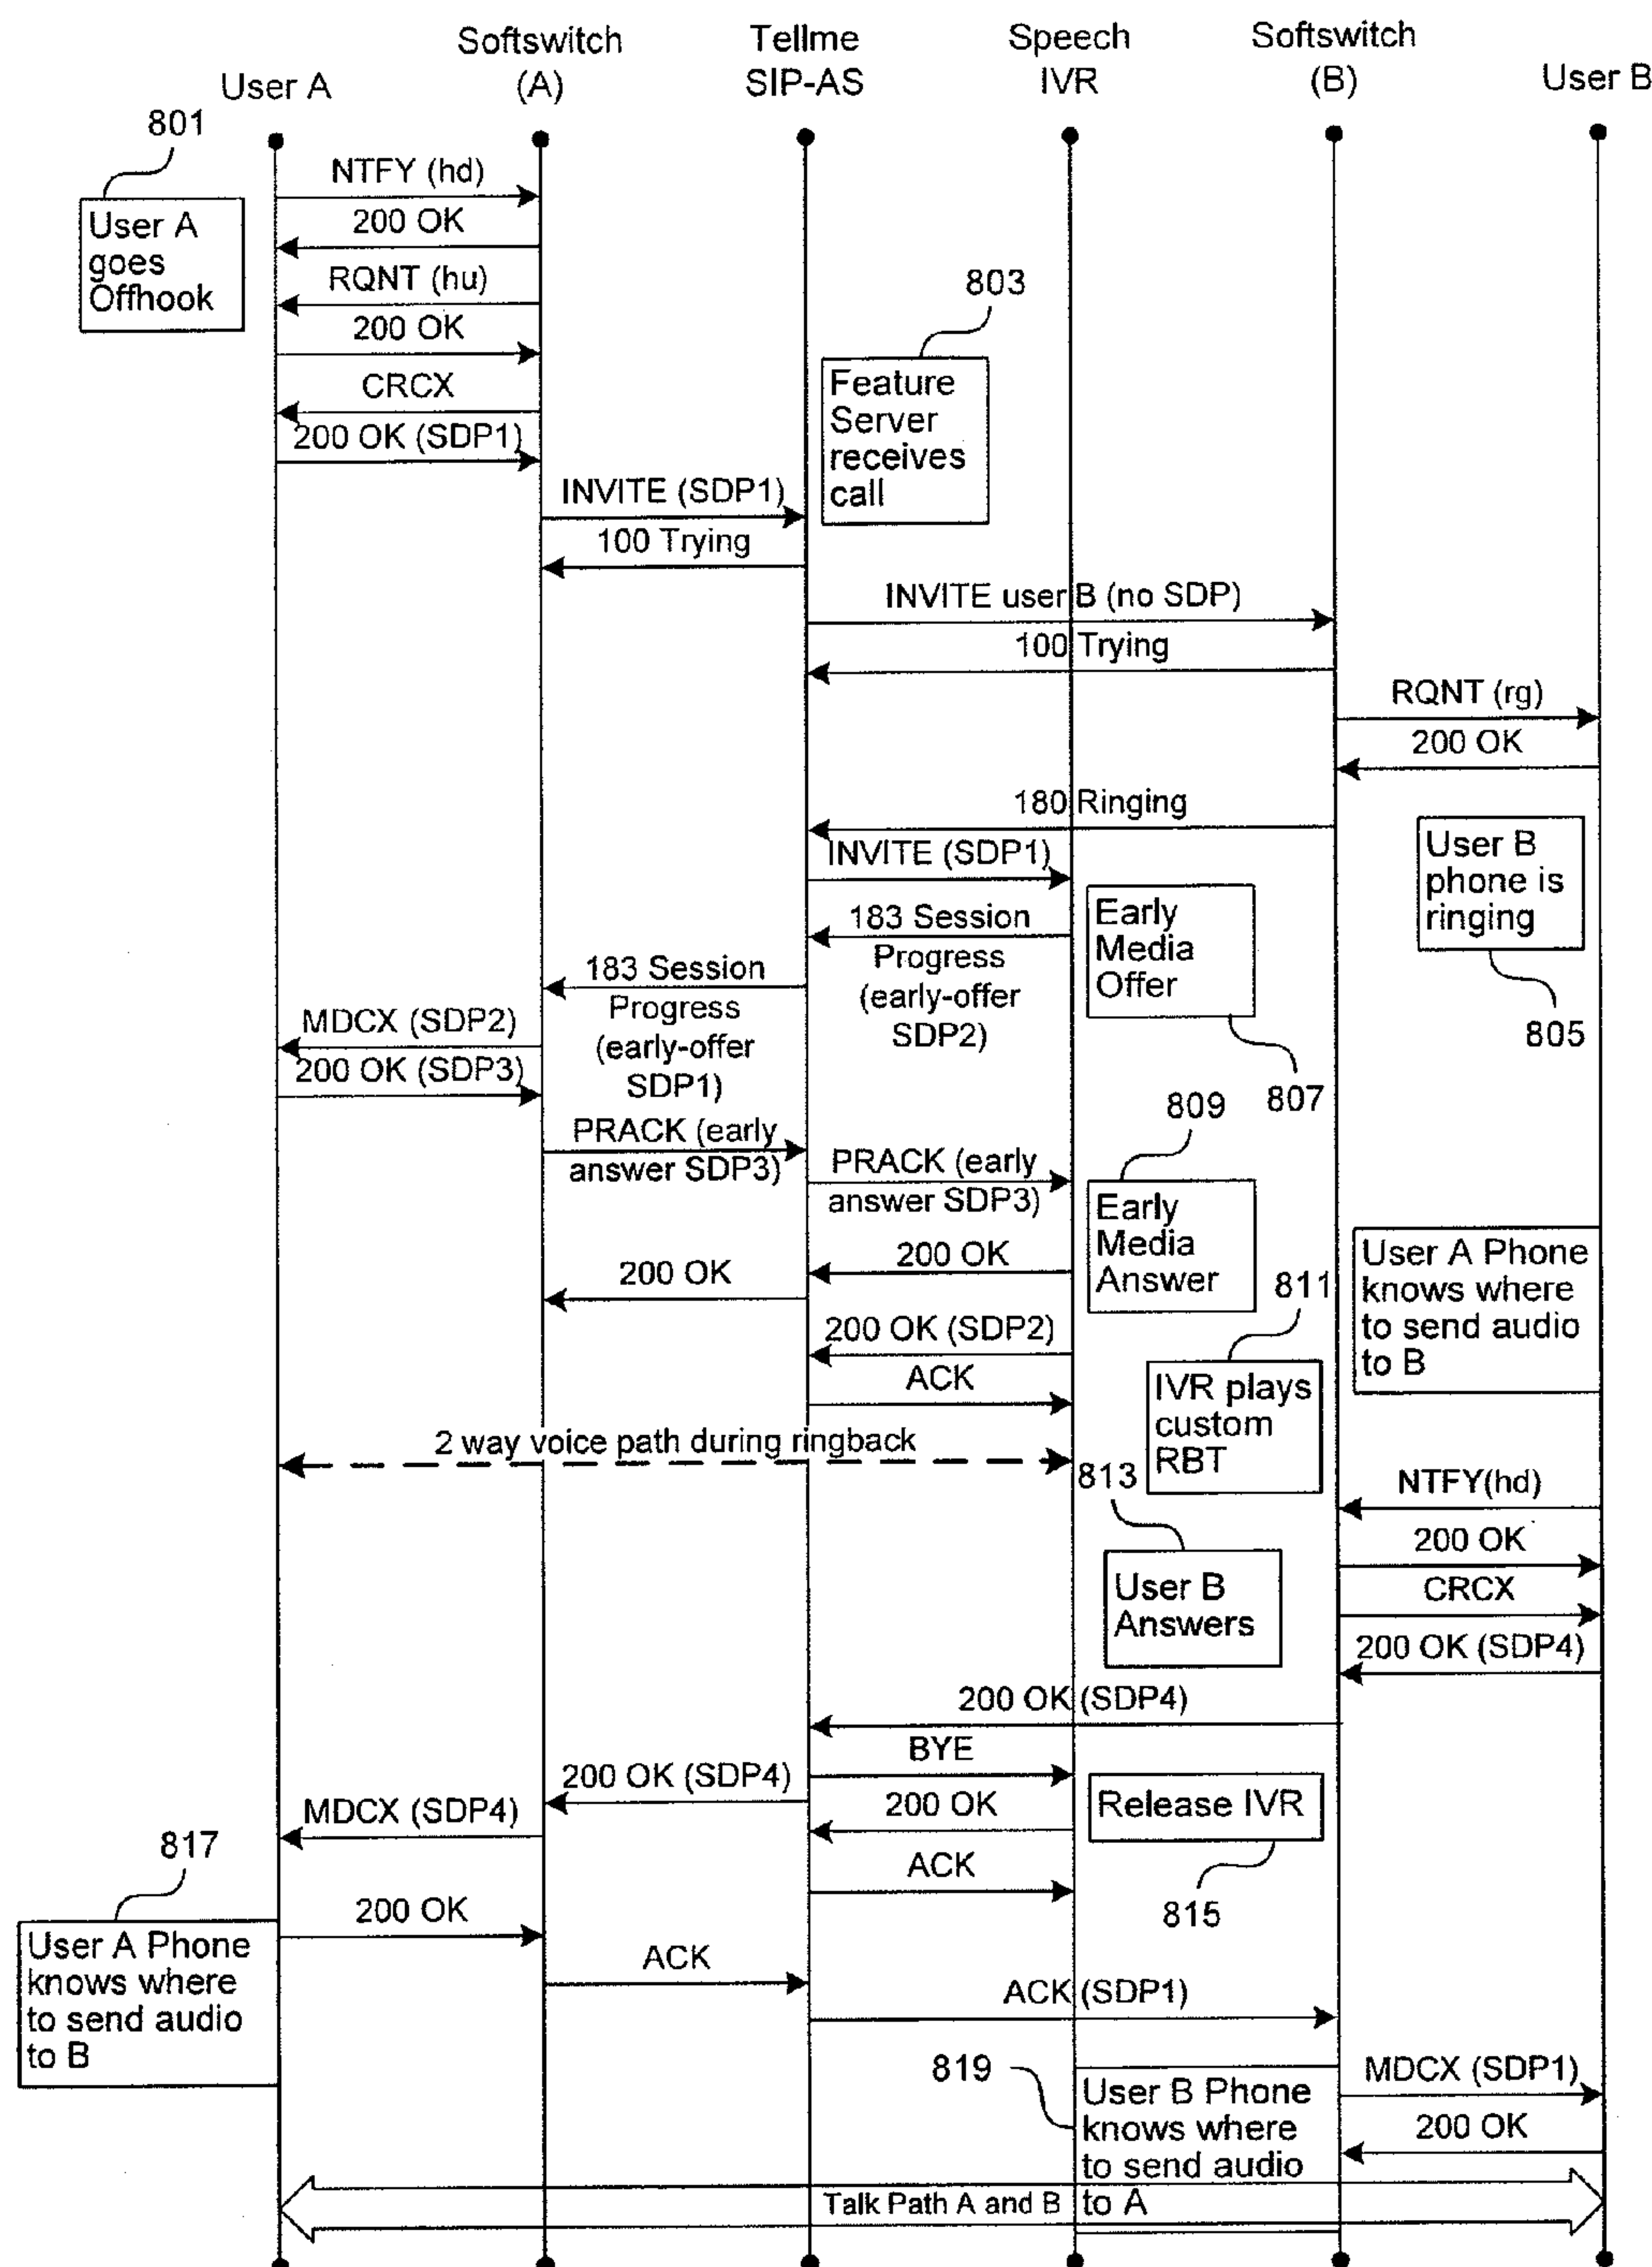 Softswitch
(A)
Tellme
SIP-AS
Speech
IVR
Softswitch
(B)
User A
User B
801
NTFY (hd)
User A
goes
Offhook
200 OK
RQNT (hu)
200 OK
803
CRCX
Feature
Server
receives
call
200 OK (SDP1)
INVITE (SDP1)
100 Trying
INVITE user B (no SDP)
100 Trying
RQNT (rg)
200 OK
180 Ringing
User B
phone is
ringing
805
INVITE (SDP1)
Early
Media
Offer
807
183 Session
Progress
(early-offer
SDP2)
183 Session
Progress
(early-offer
SDP1)
MDCX (SDP2)
200 OK (SDP3)
809
PRACK (early
answer SDP3)
PRACK (early
answer SDP3)
Early
Media
Answer
User A Phone
knows where
to send audio
to B
200 OK
200 OK
811
200 OK (SDP2)
IVR plays
custom
RBT
ACK
2 way voice path during ringback
813
NTFY(hd)
200 OK
User B
Answers
CRCX
200 OK (SDP4)
200 OK (SDP4)
BYE
200 OK (SDP4)
Release IVR
815
200 OK
MDCX (SDP4)
817
ACK
200 OK
User A Phone
knows where
to send audio
to B
ACK
ACK (SDP1)
819
MDCX (SDP1)
User B Phone
knows where
to send audio
to A
200 OK
Talk Path A and B